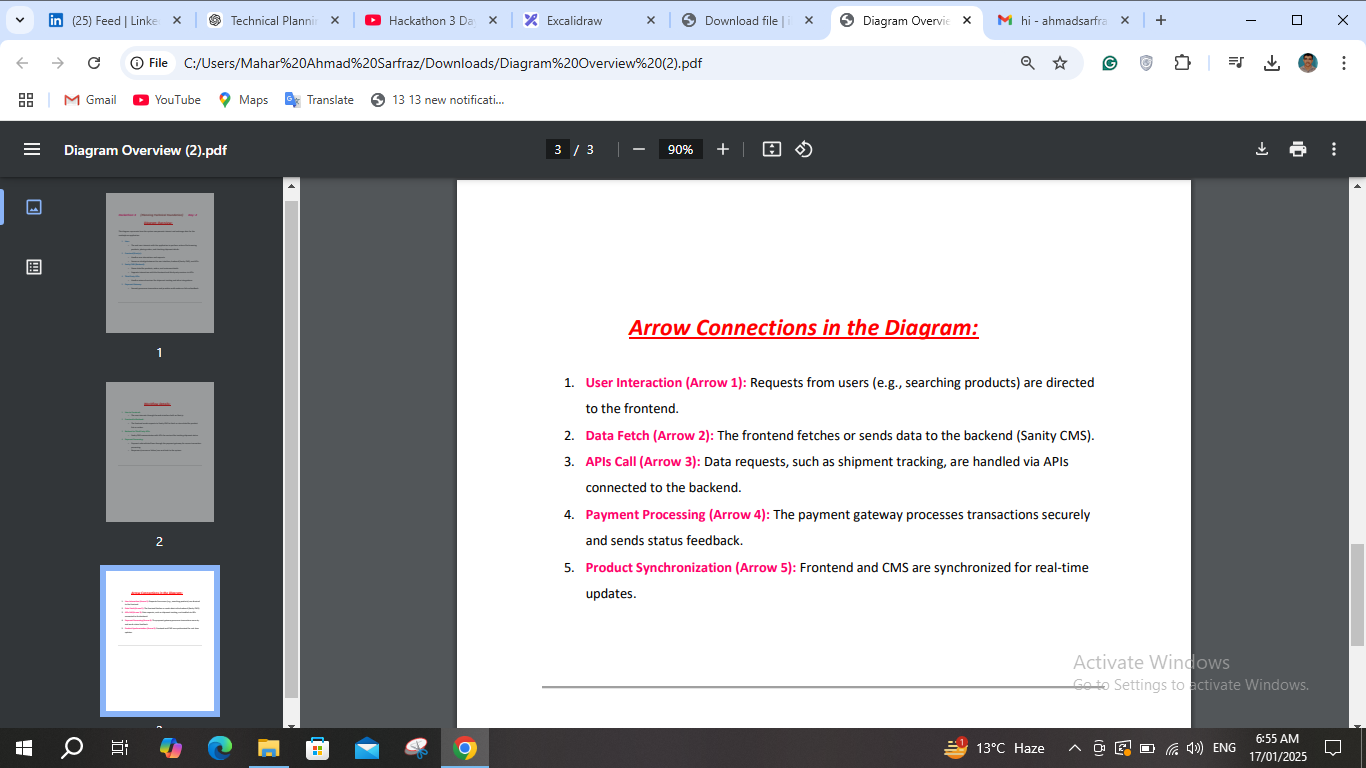 (25) Feed | Linke
Technical Plannin
Hackathon 3 Da
Excalidraw
Download file | i
Diagram Overvie
hi - ahmadsarfra
File
C:/Users/Mahar%20Ahmad%20Sarfraz/Downloads/Diagram%20Overview%20(2).pdf
Gmail
YouTube
Maps
Translate
13 13 new notificati...
Diagram Overview (2).pdf
3 / 3
90%
1
2
Arrow Connections in the Diagram:
1. User Interaction (Arrow 1): Requests from users (e.g., searching products) are directed
to the frontend.
2. Data Fetch (Arrow 2): The frontend fetches or sends data to the backend (Sanity CMS).
3. APIs Call (Arrow 3): Data requests, such as shipment tracking, are handled via APIs
connected to the backend.
4. Payment Processing (Arrow 4): The payment gateway processes transactions securely
and sends status feedback.
5. Product Synchronization (Arrow 5): Frontend and CMS are synchronized for real-time
updates.
Activate Windows
Go to Settings to activate Windows.
1
13°C Haze
ENG
6:55 AM
17/01/2025